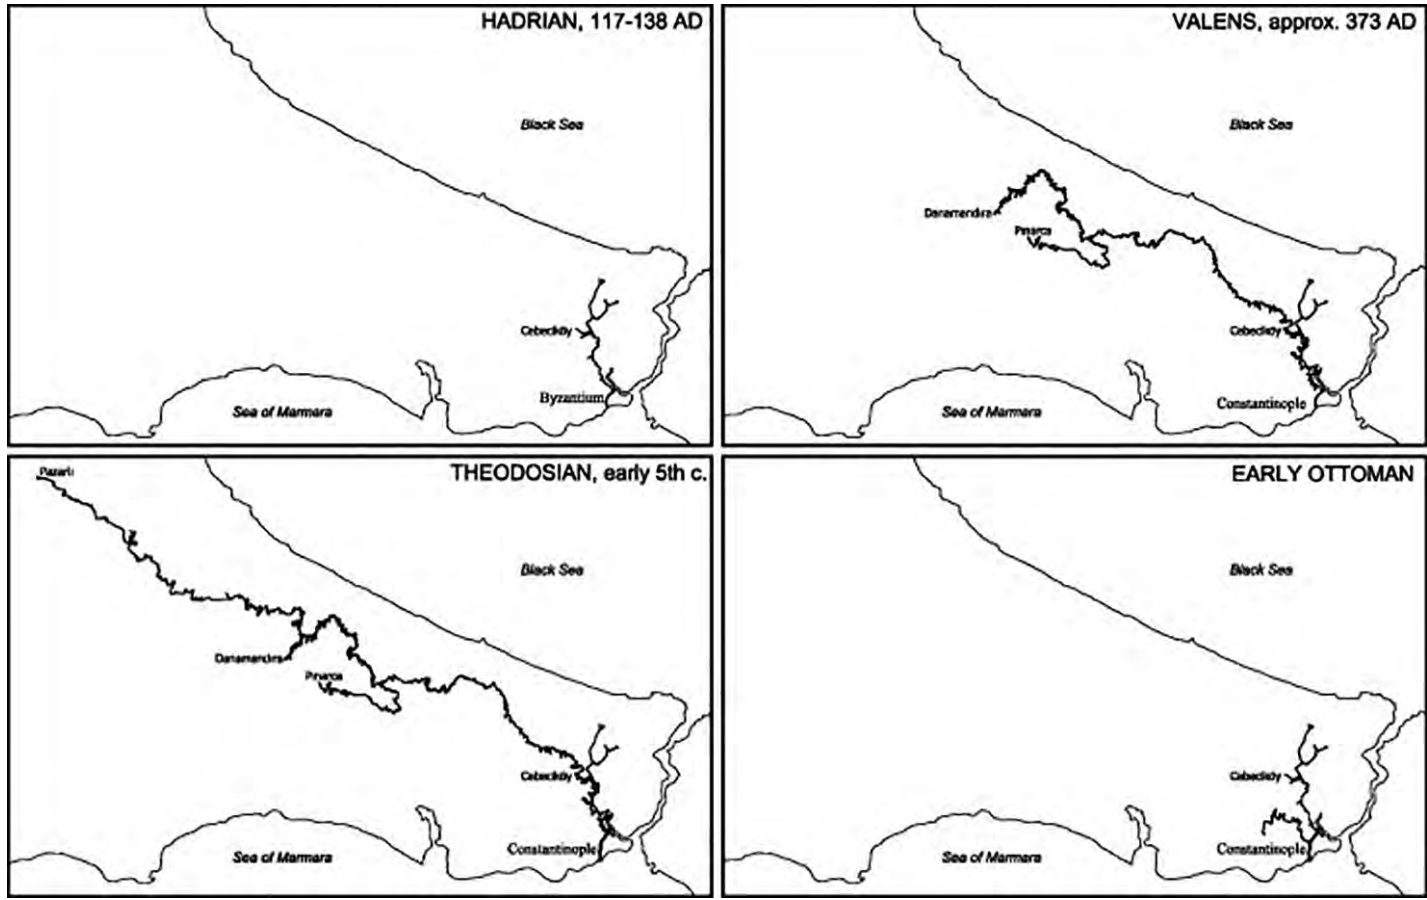 HADRIAN, 117-138 AD
Black Sea
Cebeciköy
Byzantium
Sea of Marmara
VALENS, approx. 373 AD
Black Sea
Danamandıra
Pınarca
Cebeciköy
Constantinople
Sea of Marmara
Pazarlı
THEODOSIAN, early 5th c.
Black Sea
Danamandıra
Pınarca
Cebeciköy
Constantinople
Sea of Marmara
EARLY OTTOMAN
Black Sea
Cebeciköy
Constantinople
Sea of Marmara